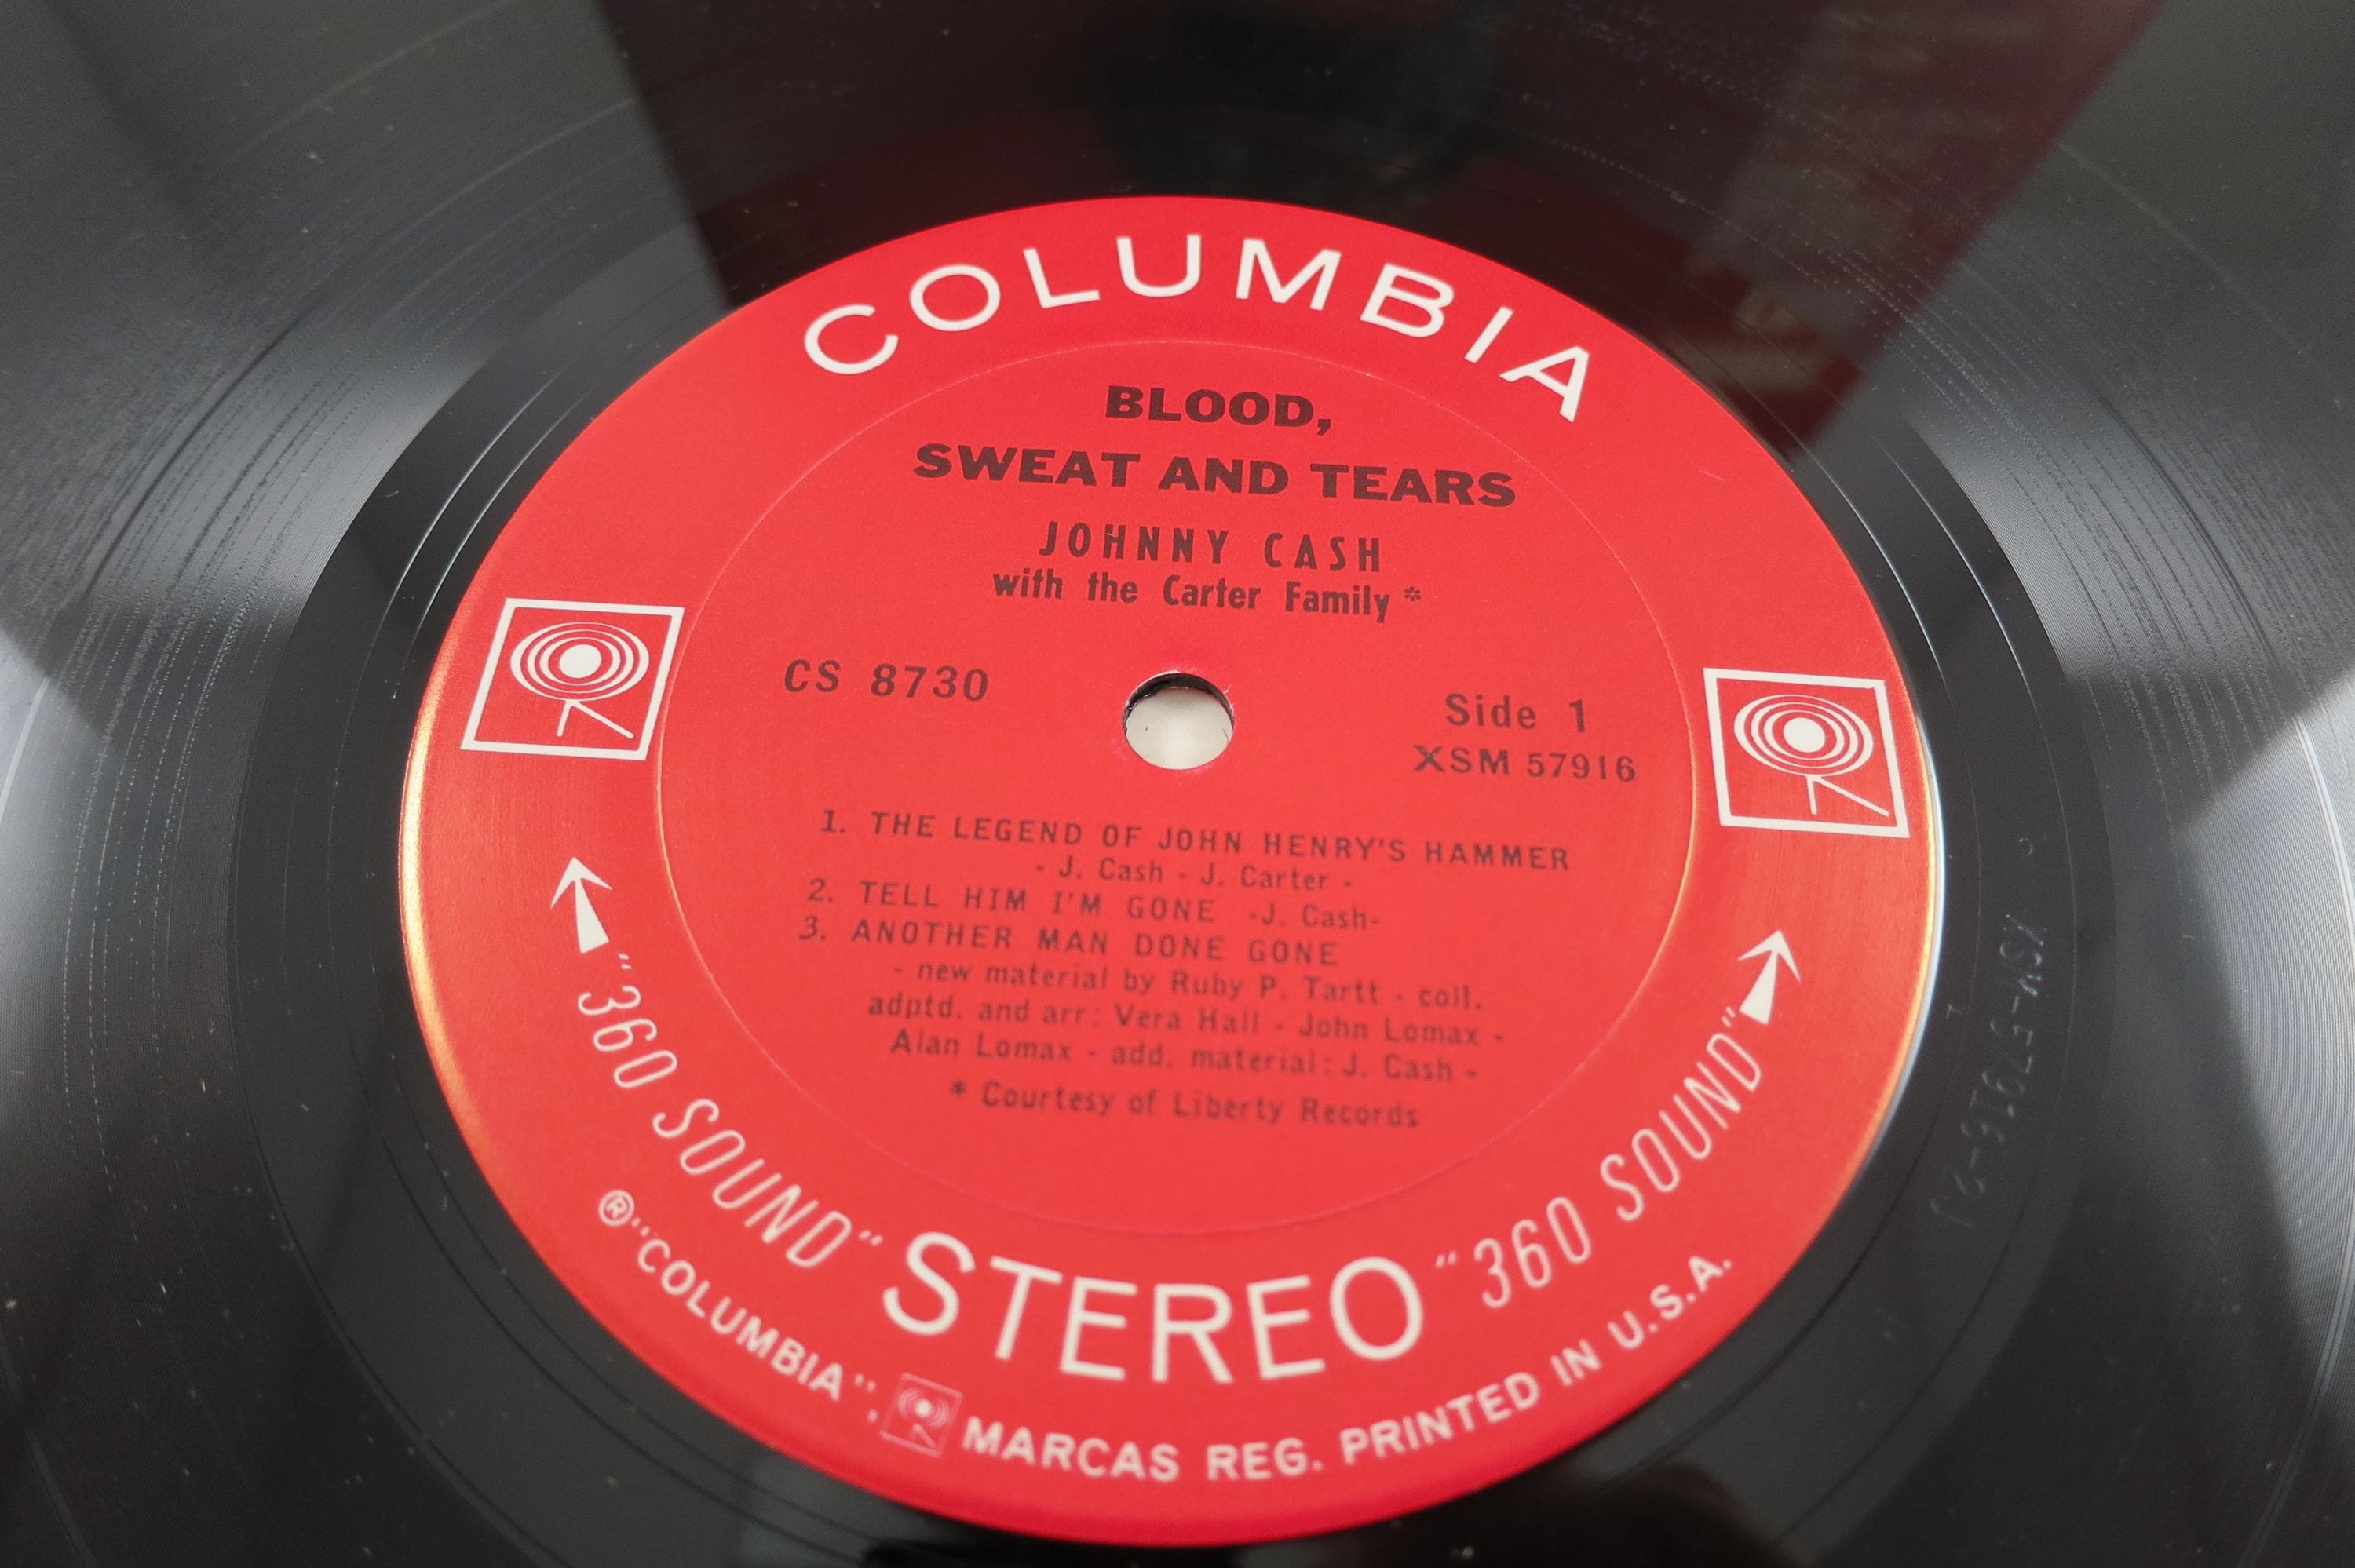 COLUMBIA
BLOOD,
SWEAT AND TEARS
JOHNNY CASH
with the Carter Family *
CS 8730
Side 1
XSM 57916
1. THE LEGEND OF JOHN HENRY'S HAMMER
- J. Cash - J. Carter -
2. TELL HIM I'M GONE -J. Cash-
3. ANOTHER MAN DONE GONE
- new material by Ruby P. Tartt - coll.
adptd. and arr: Vera Hall - John Lomax -
Alan Lomax - add. material: J. Cash -
* Courtesy of Liberty Records
"360 SOUND" STEREO "360 SOUND"
® "COLUMBIA", MARCAS REG. PRINTED IN U.S.A.